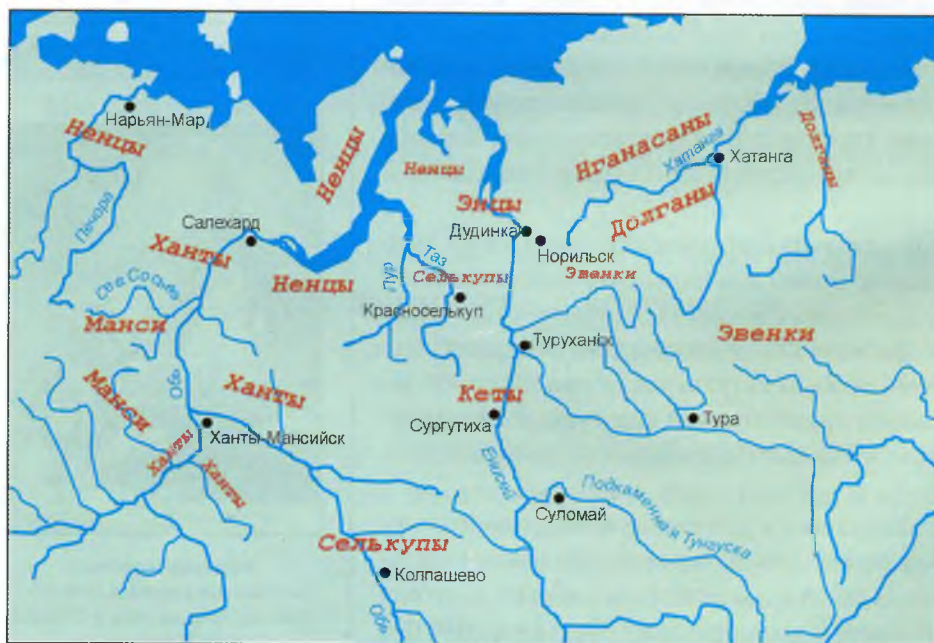 Нарьян-Мар
Ненцы
Печора
Салехард
Ханты
Ненцы
Ненцы
Ненцы
Энцы
Дудинка
Норильск
Нганасаны
Хатанга
Хатанга
Долганы
Долганы
Эвенки
Таз
Пур
Селькупы
Красноселькуп
Сев Сосьва
Манси
Манси
Обь
Ханты
Ханты-Мансийск
Ханты
Ханты
Туруханск
Эвенки
Кеты
Сургутиха
Тура
Енисей
Подкаменная Тунгуска
Суломай
Селькупы
Колпашево
Обь